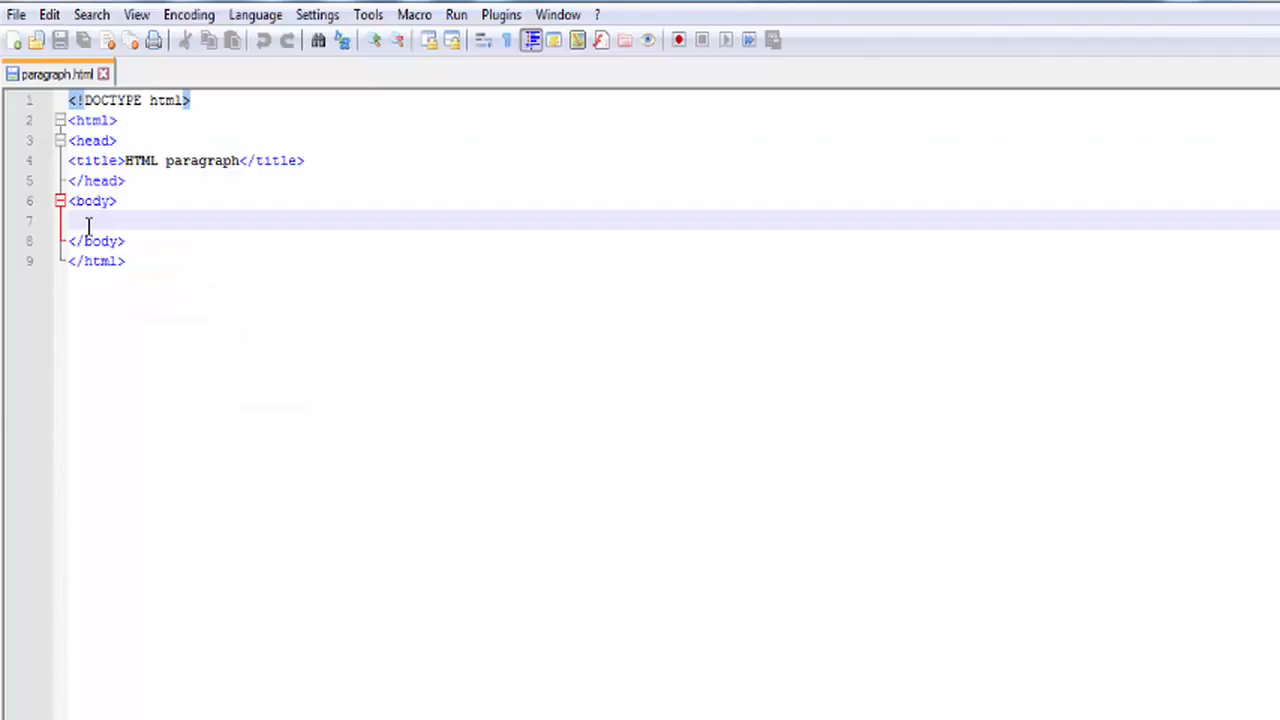 File Edit Search View Encoding Language Settings Tools Macro Run Plugins Window ?
paragraph.html
1 <!DOCTYPE html>
2 <html>
3 <head>
4 <title>HTML paragraph</title>
5 </head>
6 <body>
7
8 </body>
9 </html>